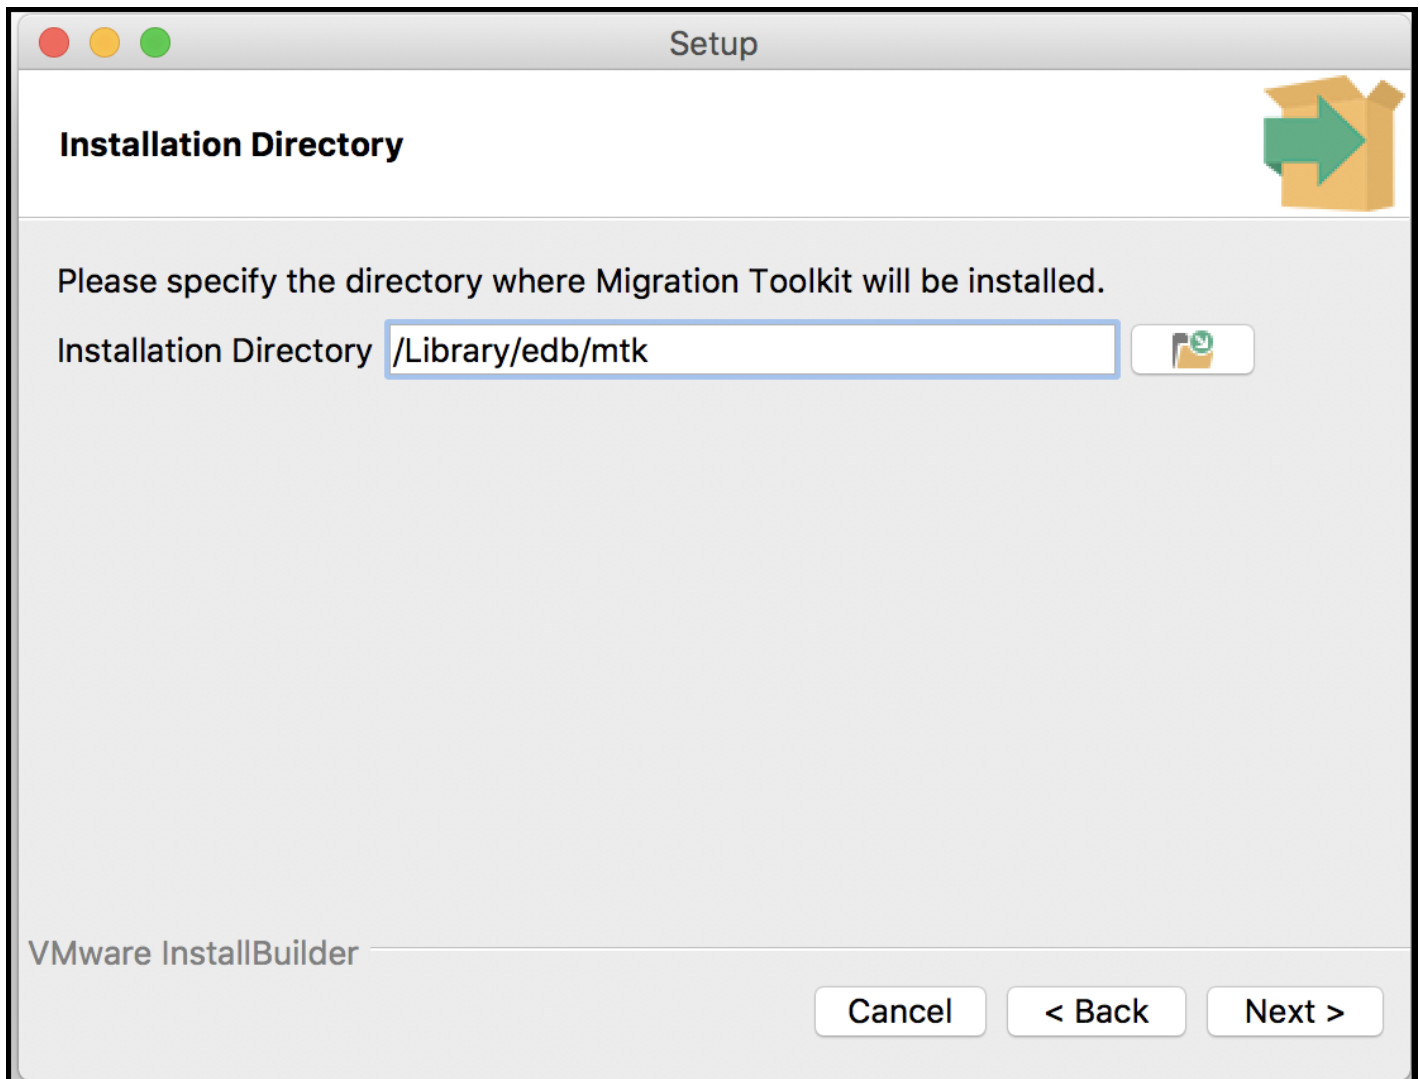 Setup
Installation Directory
Please specify the directory where Migration Toolkit will be installed.
Installation Directory /Library/edb/mtk
VMware InstallBuilder
Cancel < Back Next >